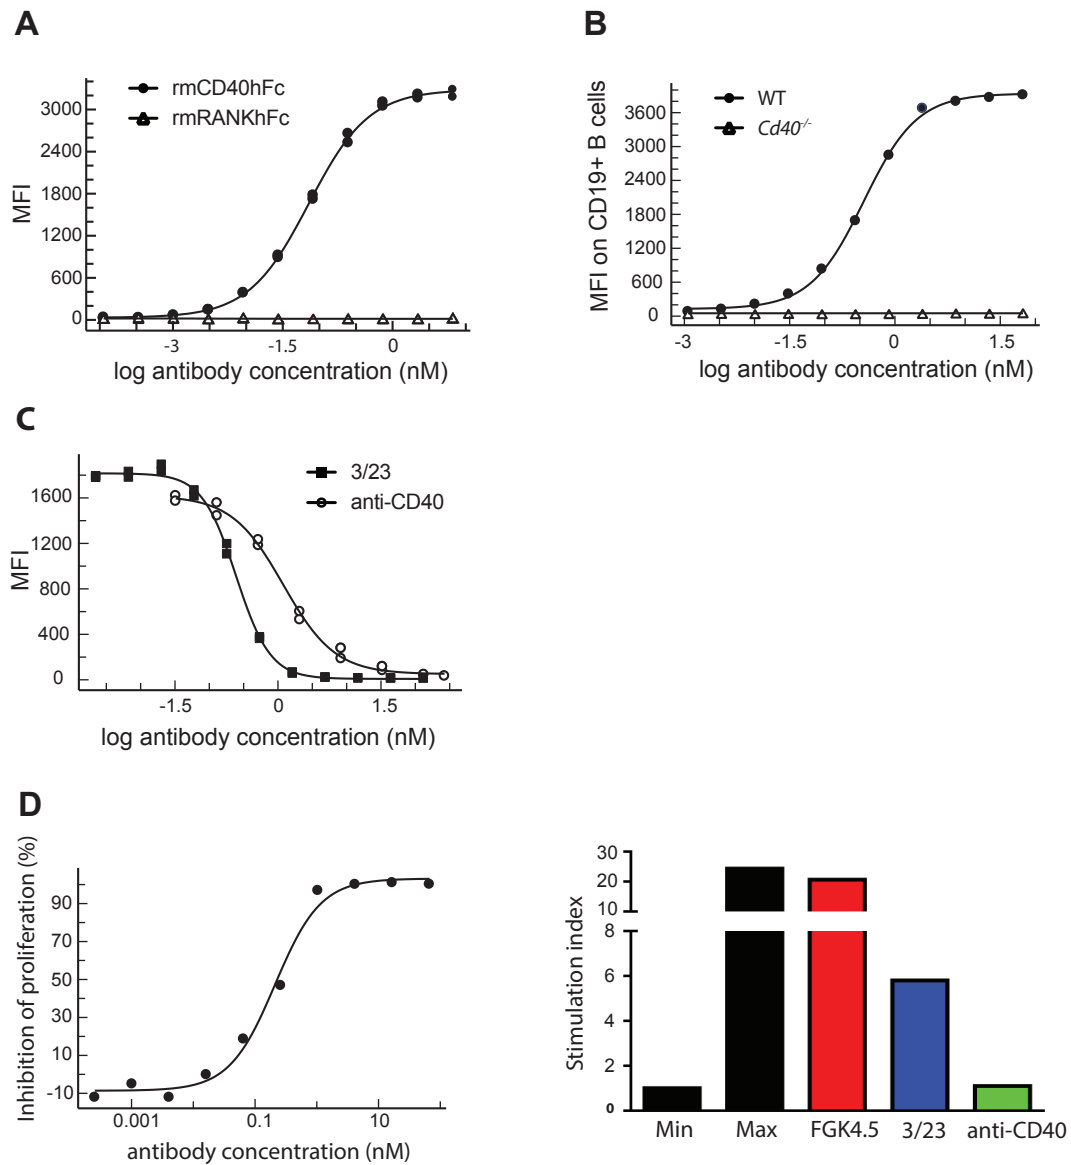 A
rmCD40hFc
rmRANKhFc
MFI
3000
2400
1800
1200
600
0
-3
-1.5
0
log antibody concentration (nM)
B
WT
Cd40-/-
MFI on CD19+ B cells
3600
3000
2400
1800
1200
600
0
-3
-1.5
0
1.5
log antibody concentration (nM)
C
3/23
anti-CD40
MFI
1600
1200
800
400
0
-1.5
0
1.5
log antibody concentration (nM)
D
Inhibition of proliferation (%)
90
70
50
30
10
-10
0.001
0.1
10
antibody concentration (nM)
Stimulation index
30
20
10
8
6
4
2
0
Min
Max
FGK4.5
3/23
anti-CD40